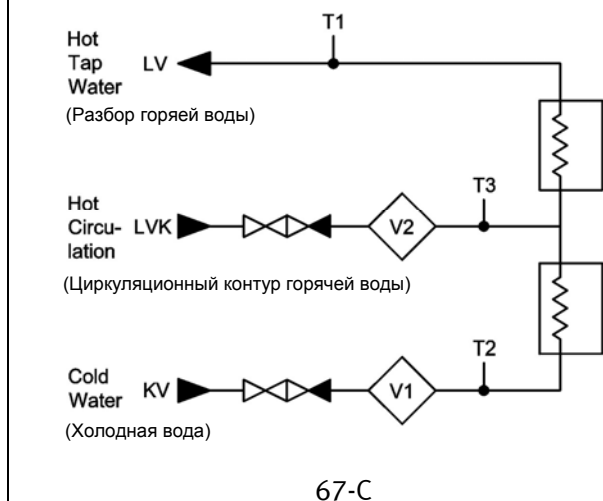 T1
Hot
Tap LV
Water
(Разбор горяей воды)
T3
Hot
Circu- LVK
lation
V2
(Циркуляционный контур горячей воды)
T2
Cold
Water KV
V1
(Холодная вода)
67-C